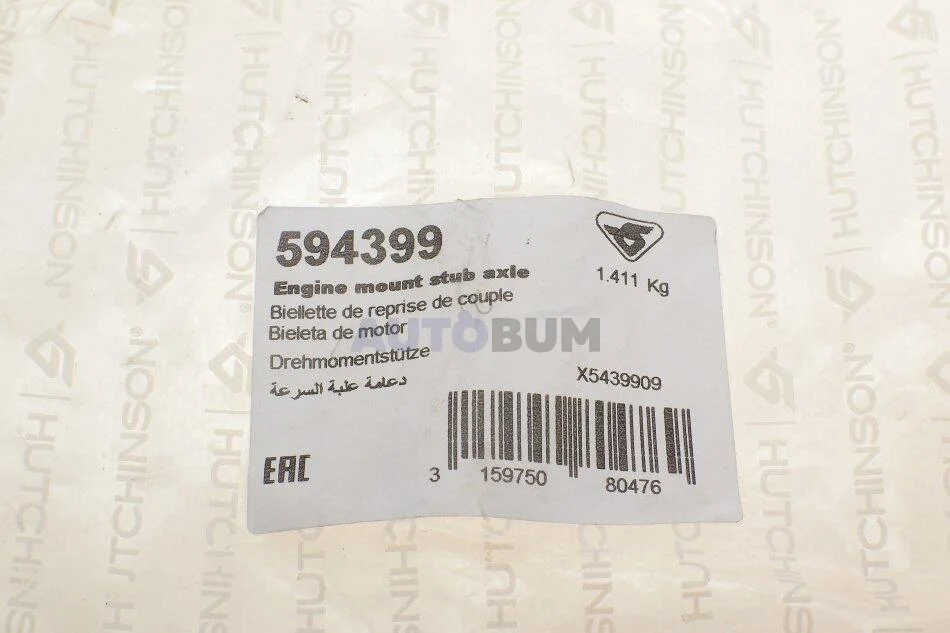 HUTCHINSON®
594399
1.411 Kg
Engine mount stub axle
Biellette de reprise de couple
Bieleta de motor
AUTOBUM
Drehmomentstütze
X5439909
دعامة علبة السرعة
EAC
3 159750 80476